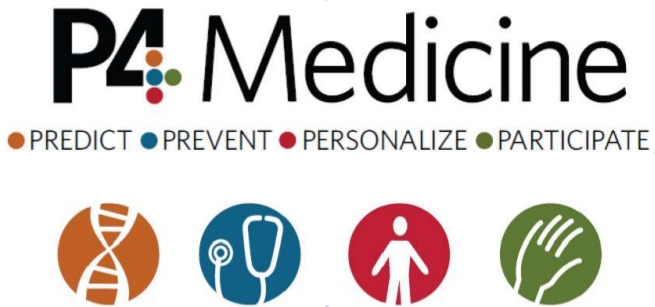 P4 Medicine
● PREDICT ● PREVENT ● PERSONALIZE ● PARTICIPATE